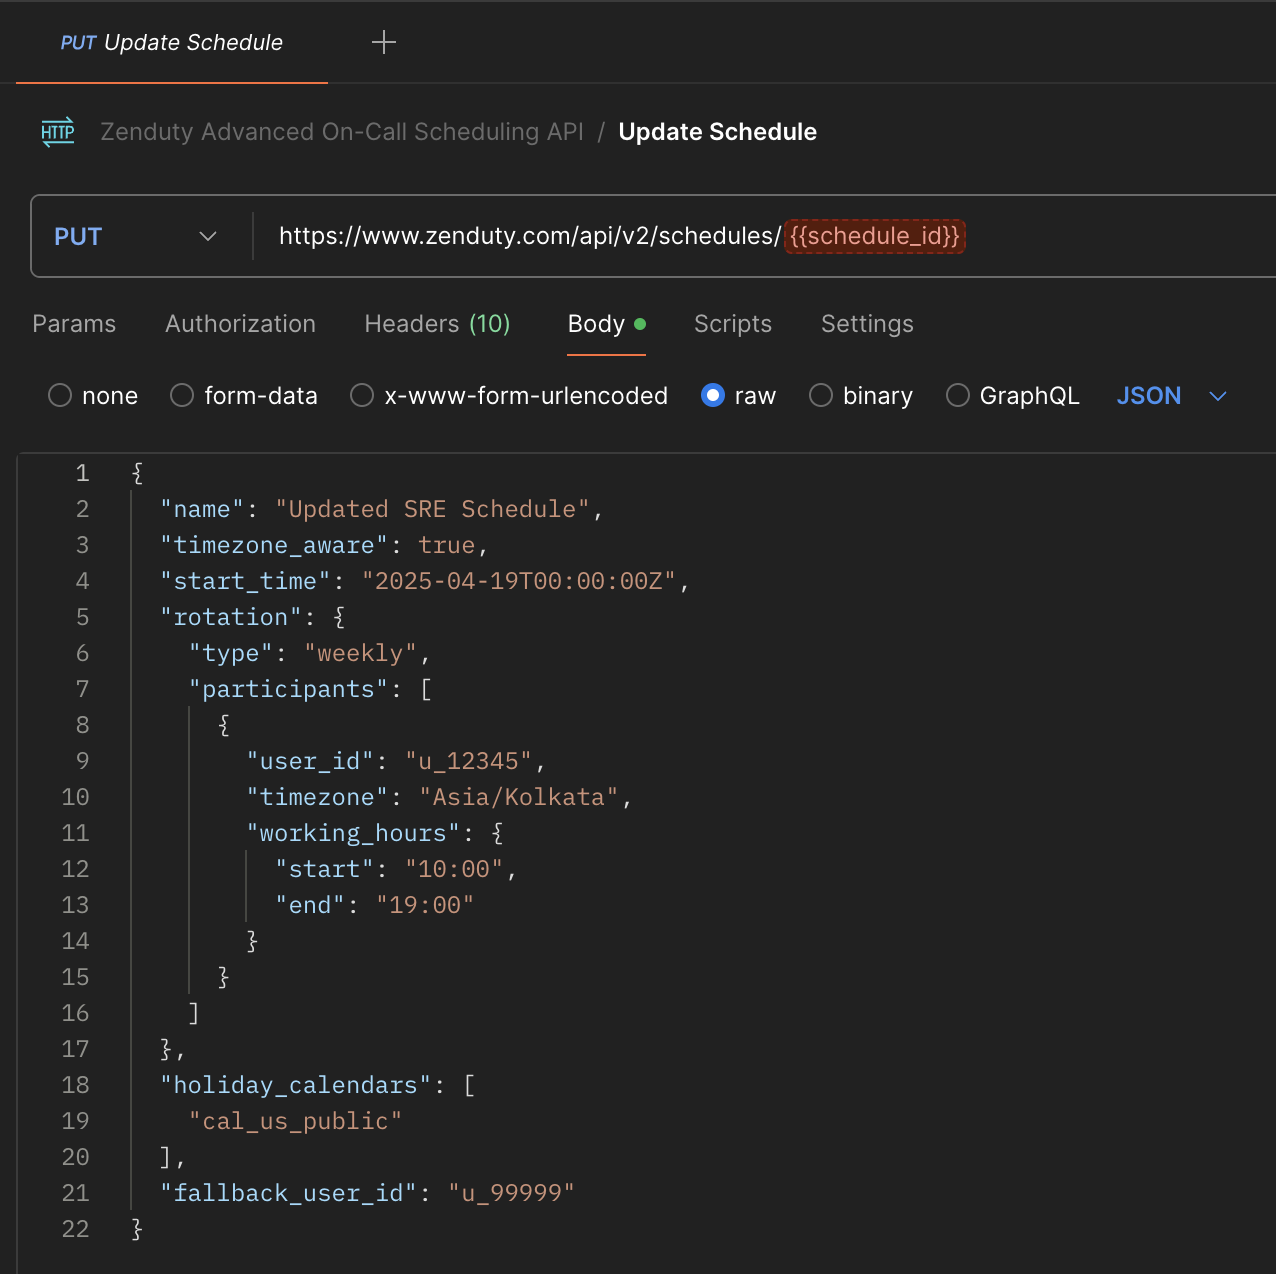 PUT Update Schedule
HTTP Zenduty Advanced On-Call Scheduling API / Update Schedule
PUT https://www.zenduty.com/api/v2/schedules/{{schedule_id}}
Params Authorization Headers (10) Body Scripts Settings
none form-data x-www-form-urlencoded raw binary GraphQL JSON
1 {
2 "name": "Updated SRE Schedule",
3 "timezone_aware": true,
4 "start_time": "2025-04-19T00:00:00Z",
5 "rotation": {
6 "type": "weekly",
7 "participants": [
8 {
9 "user_id": "u_12345",
10 "timezone": "Asia/Kolkata",
11 "working_hours": {
12 "start": "10:00",
13 "end": "19:00"
14 }
15 }
16 ]
17 },
18 "holiday_calendars": [
19 "cal_us_public"
20 ],
21 "fallback_user_id": "u_99999"
22 }